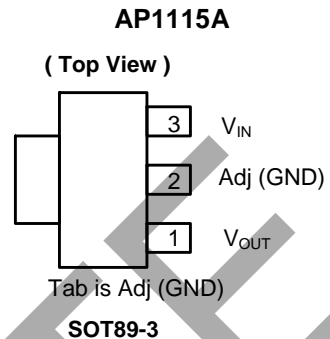 AP1115A
( Top View )
3 VIN
2 Adj (GND)
1 VOUT
Tab is Adj (GND)
SOT89-3